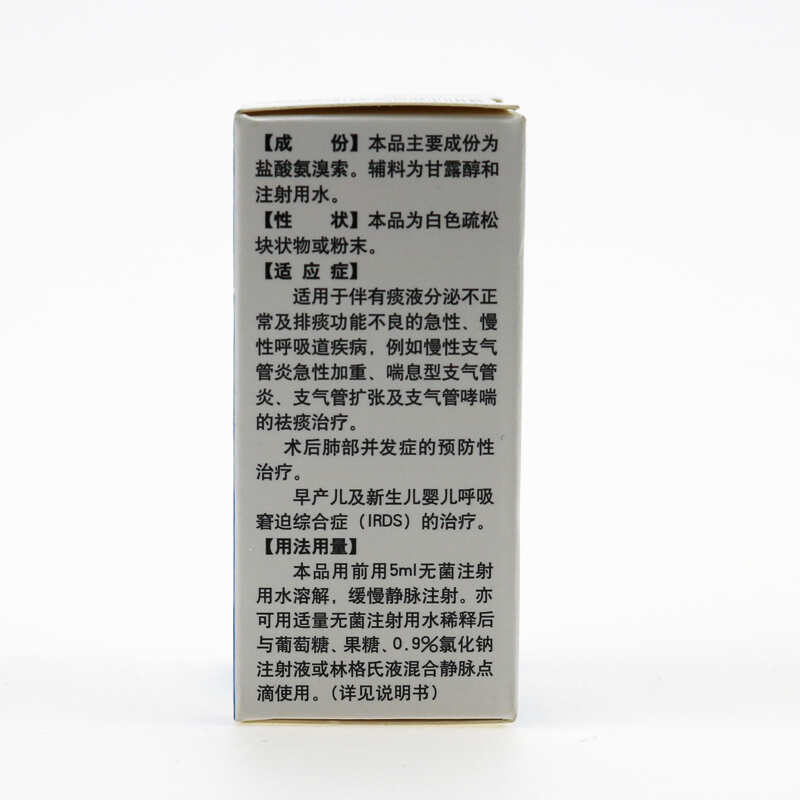 【成　份】本品主要成份为
盐酸氨溴索。辅料为甘露醇和
注射用水。
【性　状】本品为白色疏松
块状物或粉末。
【适 应 症】
适用于伴有痰液分泌不正
常及排痰功能不良的急性、慢
性呼吸道疾病，例如慢性支气
管炎急性加重、喘息型支气管
炎、支气管扩张及支气管哮喘
的祛痰治疗。
术后肺部并发症的预防性
治疗。
早产儿及新生儿婴儿呼吸
窘迫综合症（IRDS）的治疗。
【用法用量】
本品用前用5ml无菌注射
用水溶解，缓慢静脉注射。亦
可用适量无菌注射用水稀释后
与葡萄糖、果糖、0.9%氯化钠
注射液或林格氏液混合静脉点
滴使用。（详见说明书）